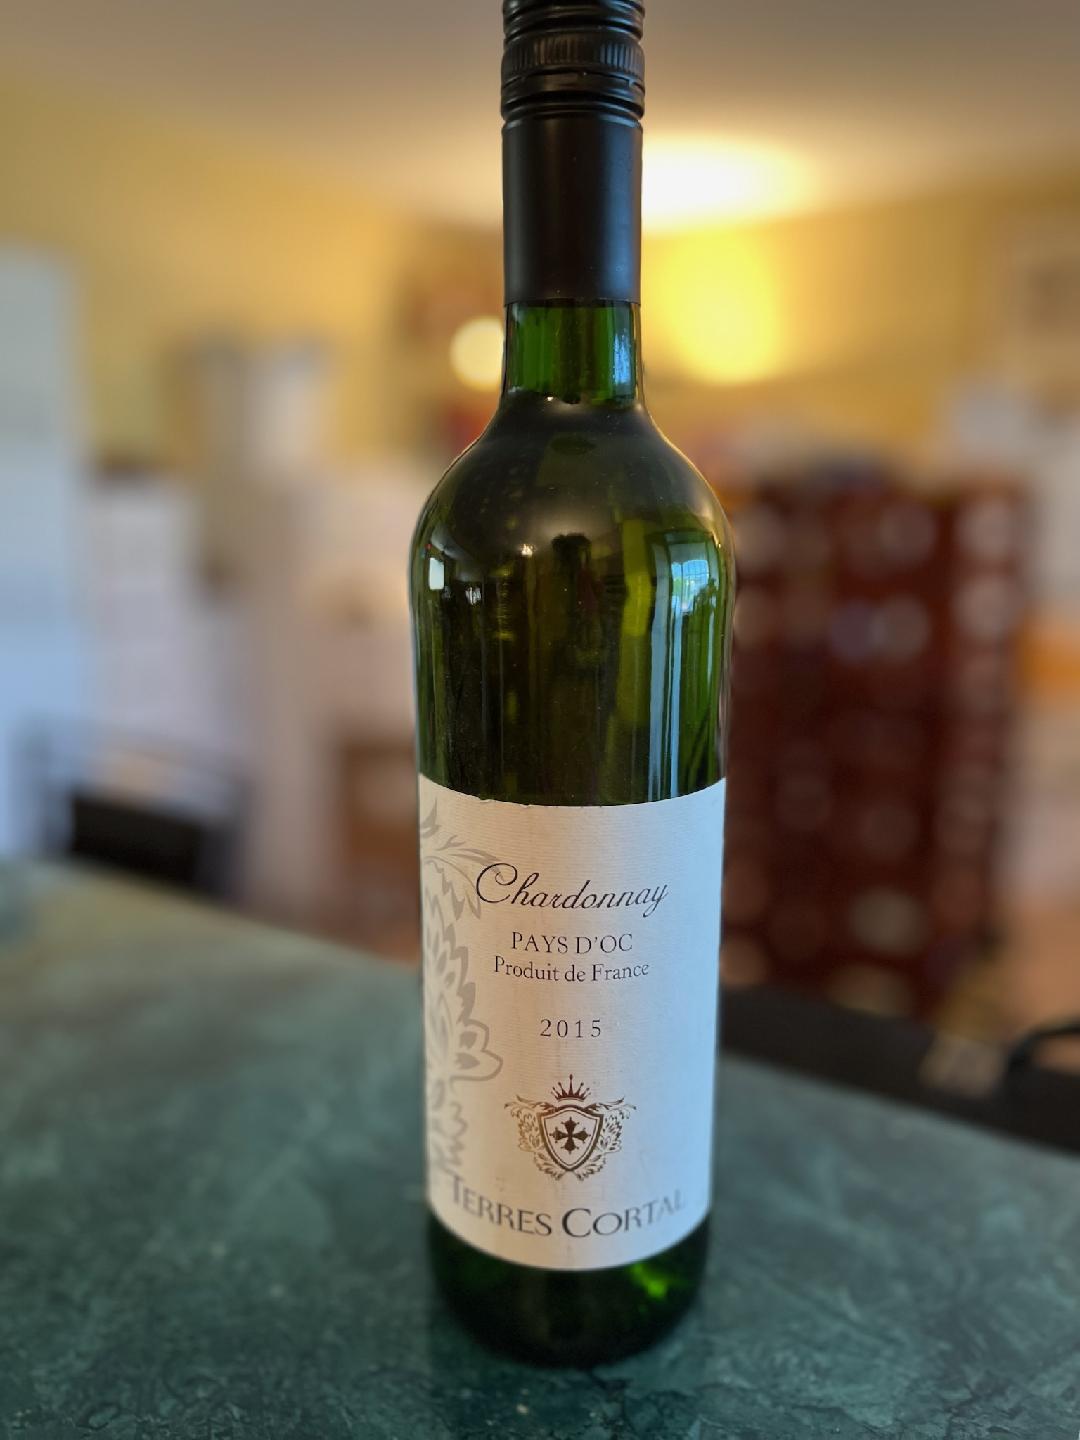 Chardonnay
PAYS D'OC
Produit de France
2015
TERRES CORTAL